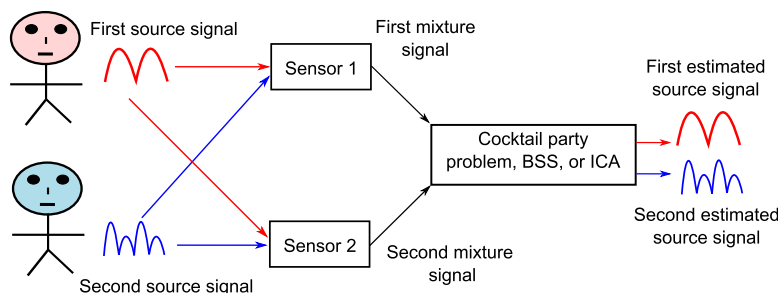 First source signal
Sensor 1
First mixture
signal
First estimated
source signal
Cocktail party
problem, BSS, or ICA
Second source signal
Sensor 2
Second mixture
signal
Second estimated
source signal